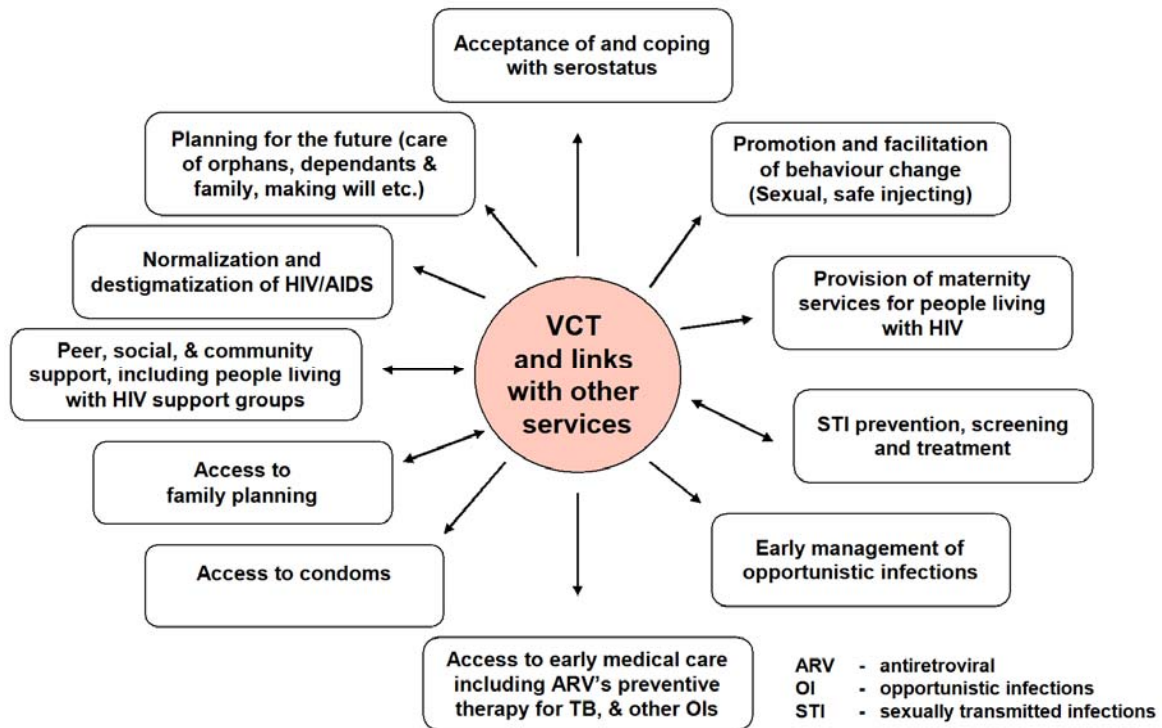 Acceptance of and coping
with serostatus
Planning for the future (care
of orphans, dependants &
family, making will etc.)
Promotion and facilitation
of behaviour change
(Sexual, safe injecting)
Normalization and
destigmatization of HIV/AIDS
Provision of maternity
services for people living
with HIV
VCT
and links
with other
services
Peer, social, & community
support, including people living
with HIV support groups
STI prevention, screening
and treatment
Access to
family planning
Early management of
opportunistic infections
Access to condoms
Access to early medical care
including ARV's preventive
therapy for TB, & other OIs
ARV - antiretroviral
OI - opportunistic infections
STI - sexually transmitted infections